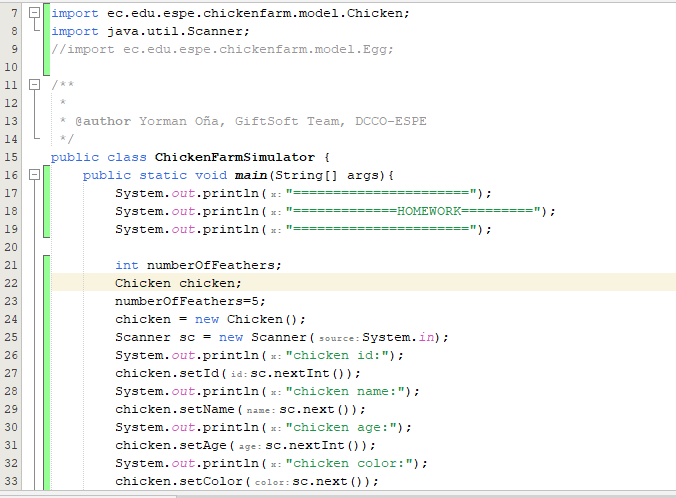 7 import ec.edu.espe.chickenfarm.model.Chicken;
8 import java.util.Scanner;
9 //import ec.edu.espe.chickenfarm.model.Egg;
10
11 /**
12 *
13 * @author Yorman Oña, GiftSoft Team, DCCO-ESPE
14 */
15 public class ChickenFarmSimulator {
16 public static void main(String[] args){
17 System.out.println( x: "======================");
18 System.out.println( x: "=============HOMEWORK=========");
19 System.out.println( x: "======================");
20
21 int numberOfFeathers;
22 Chicken chicken;
23 numberOfFeathers=5;
24 chicken = new Chicken();
25 Scanner sc = new Scanner( source: System.in);
26 System.out.println( x: "chicken id:");
27 chicken.setId( id: sc.nextInt());
28 System.out.println( x: "chicken name:");
29 chicken.setName( name: sc.next());
30 System.out.println( x: "chicken age:");
31 chicken.setAge( age: sc.nextInt());
32 System.out.println( x: "chicken color:");
33 chicken.setColor( color: sc.next());